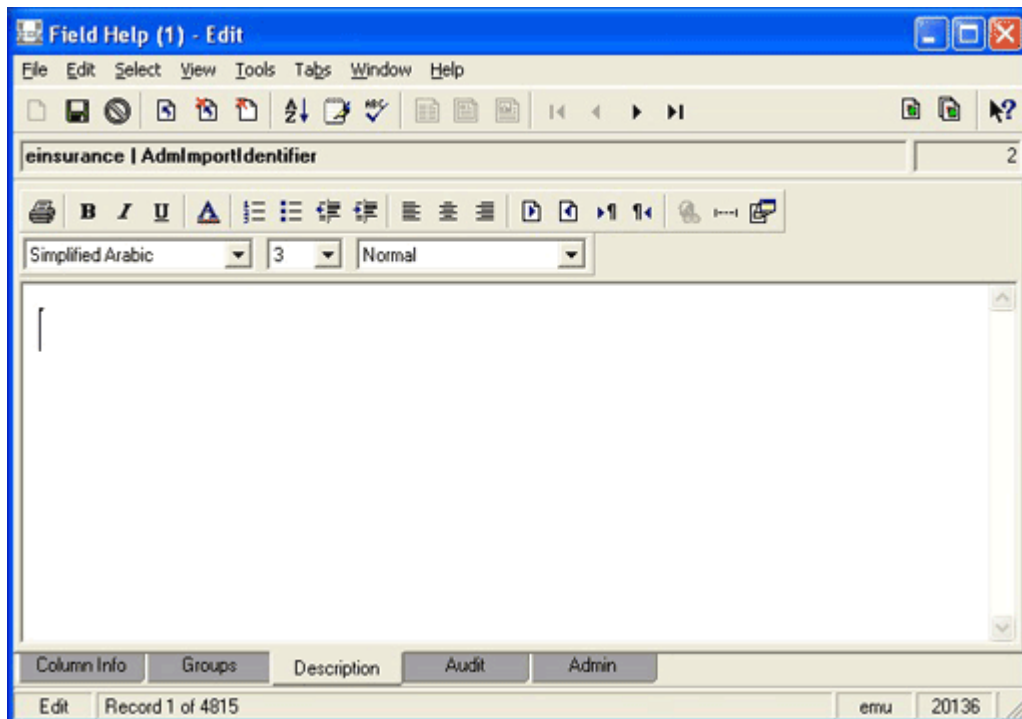 Field Help (1) - Edit
File Edit Select View Tools Tabs Window Help
einsurance | AdmImportIdentifier 2
B I U A
Simplified Arabic 3 Normal
Column Info Groups Description Audit Admin
Edit Record 1 of 4815 emu 20136